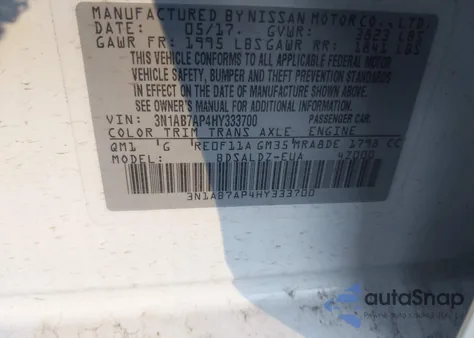 MANUFACTURED BY NISSAN MOTOR CO., LTD.
DATE: 05/17. GVWR: 3823 LBS
GAWR FR: 1995 LBS GAWR RR: 1841 LBS
THIS VEHICLE CONFORMS TO ALL APPLICABLE FEDERAL MOTOR
VEHICLE SAFETY, BUMPER AND THEFT PREVENTION STANDARDS
IN EFFECT ON THE DATE OF MANUFACTURE SHOWN ABOVE.
SEE OWNER'S MANUAL FOR ADDITIONAL INFORMATION
VIN: 3N1AB7AP4HY333700 PASSENGER CAR.
COLOR TRIM TRANS AXLE ENGINE
QM1 G RE0F11A GM35 MRA8DE 1798 CC
MODEL: BDSALDZ-EUA 42000
3N1AB7AP4HY333700
autoSnap